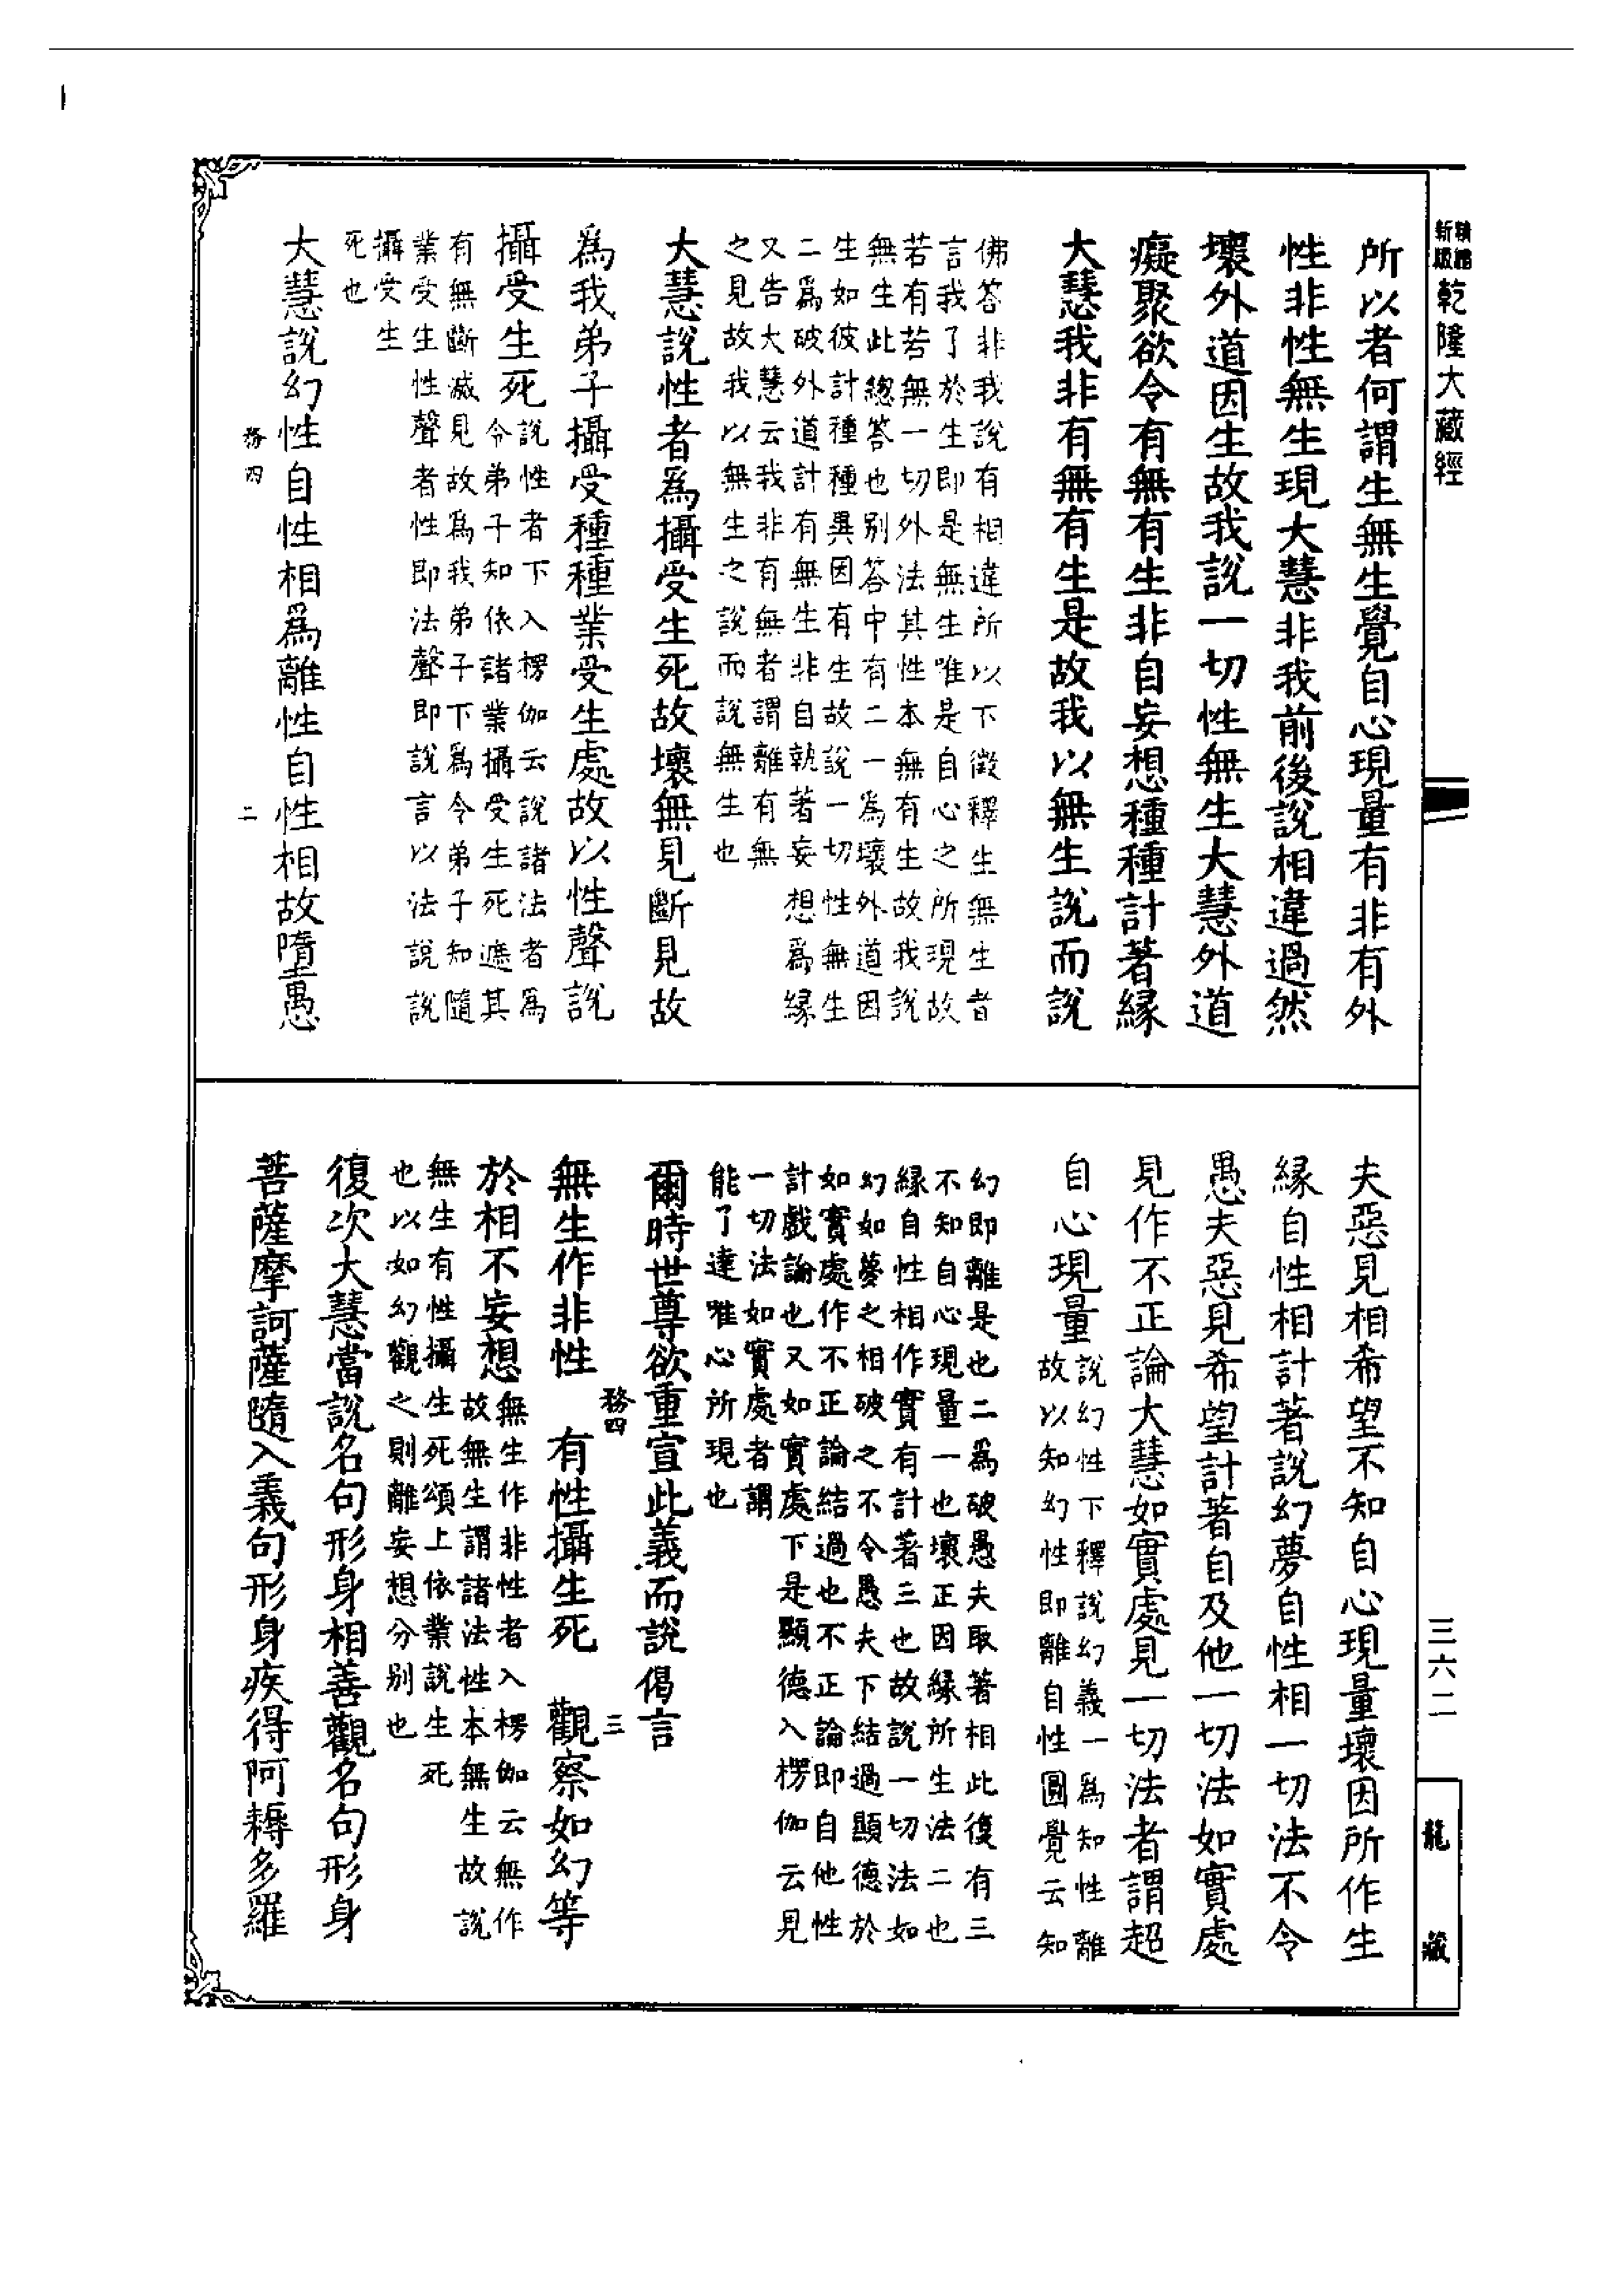 精縮
新版
乾隆大藏經
所以者何謂生無生覺自心現量有非有外
性非性無生現大慧非我前後說相違過然
壞外道因生故我說一切性無生大慧外道
癡聚欲令有無有生非自妄想種種計著緣
大慧我非有無有生是故我以無生說而說
佛答非我說有相違所以下徵釋生無生者
言我了於生即是無生唯是自心之所現故
若有若無一切外法其性本無有生故我說
無生此總答也別答中有二一為壞外道因
生如彼計種種異因有生故說一切性無生
二為破外道計有無生非自執著妄想為緣
又告大慧云我非有無者謂離有無
之見故我以無生之說而說無生也
大慧說性者為攝受生死故壞無見斷見故
為我弟子攝受種種業受生處故以性聲說
攝受生死
說性者下入楞伽云說諸法者為
令弟子知依諸業攝受生死遮其
有無斷滅見故為我弟子下為令弟子知隨
業受生性聲者性即法聲即說言以法說說
攝受生
死也
大慧說幻性自性相為離性自性相故墮愚
務四
二
夫惡見相希望不知自心現量壞因所作生
緣自性相計著說幻夢自性相一切法不令
愚夫惡見希望計著自及他一切法如實處
見作不正論大慧如實處見一切法者謂超
自心現量
說幻性下釋說幻義一為知性離
故以知幻性即離自性圓覺云知
幻即離是也二為破愚夫取著相此復有三
不知自心現量一也壞正因緣所生法二也
緣自性相作實有計著三也故說一切法如
幻如夢之相破之不令愚夫下結過顯德於
如實處作不正論結過也不正論即自他性
計戲論也又如實處下是顯德入楞伽云見
一切法如實處者謂
能了達唯心所現也
爾時世尊欲重宣此義而說偈言
務四
三
無生作非性　有性攝生死　觀察如幻等
於相不妄想
無生作非性者入楞伽云無作
故無生謂諸法性本無生故說
無生有性攝生死頌上依業說生死
也以如幻觀之則離妄想分別也
復次大慧當說名句形身相善觀名句形身
菩薩摩訶薩隨入義句形身疾得阿耨多羅
三六二
龍藏